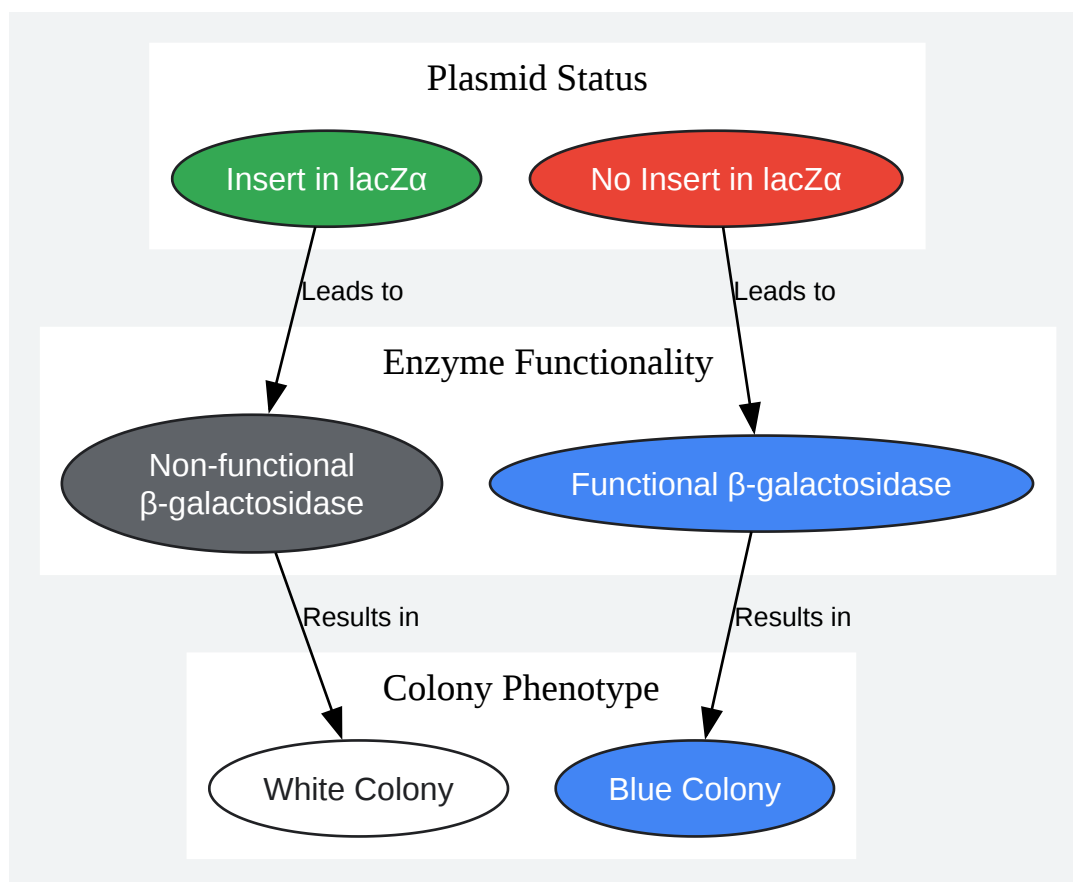 Plasmid Status
Insert in lacZα
No Insert in lacZα
Leads to
Leads to
Enzyme Functionality
Non-functional
β-galactosidase
Functional β-galactosidase
Results in
Results in
Colony Phenotype
White Colony
Blue Colony